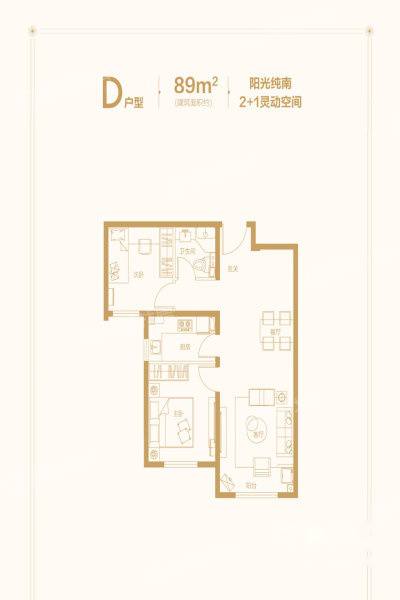 D户型
89m²
(建筑面积约)
阳光纯南
2+1灵动空间
卫生间
玄关
次卧
客厅
厨房
主卧
客厅
阳台